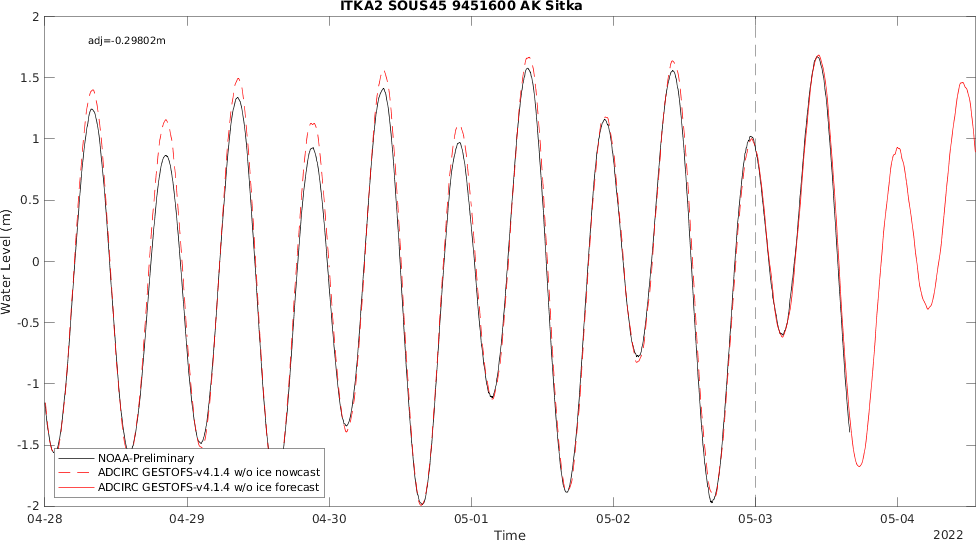 ITKA2 SOUS45 9451600 AK Sitka
adj=-0.29802m
2
1.5
1
0.5
0
-0.5
-1
-1.5
-2
Water Level (m)
NOAA-Preliminary
ADCIRC GESTOFS-v4.1.4 w/o ice nowcast
ADCIRC GESTOFS-v4.1.4 w/o ice forecast
04-28 04-29 04-30 05-01 05-02 05-03 05-04
Time
2022